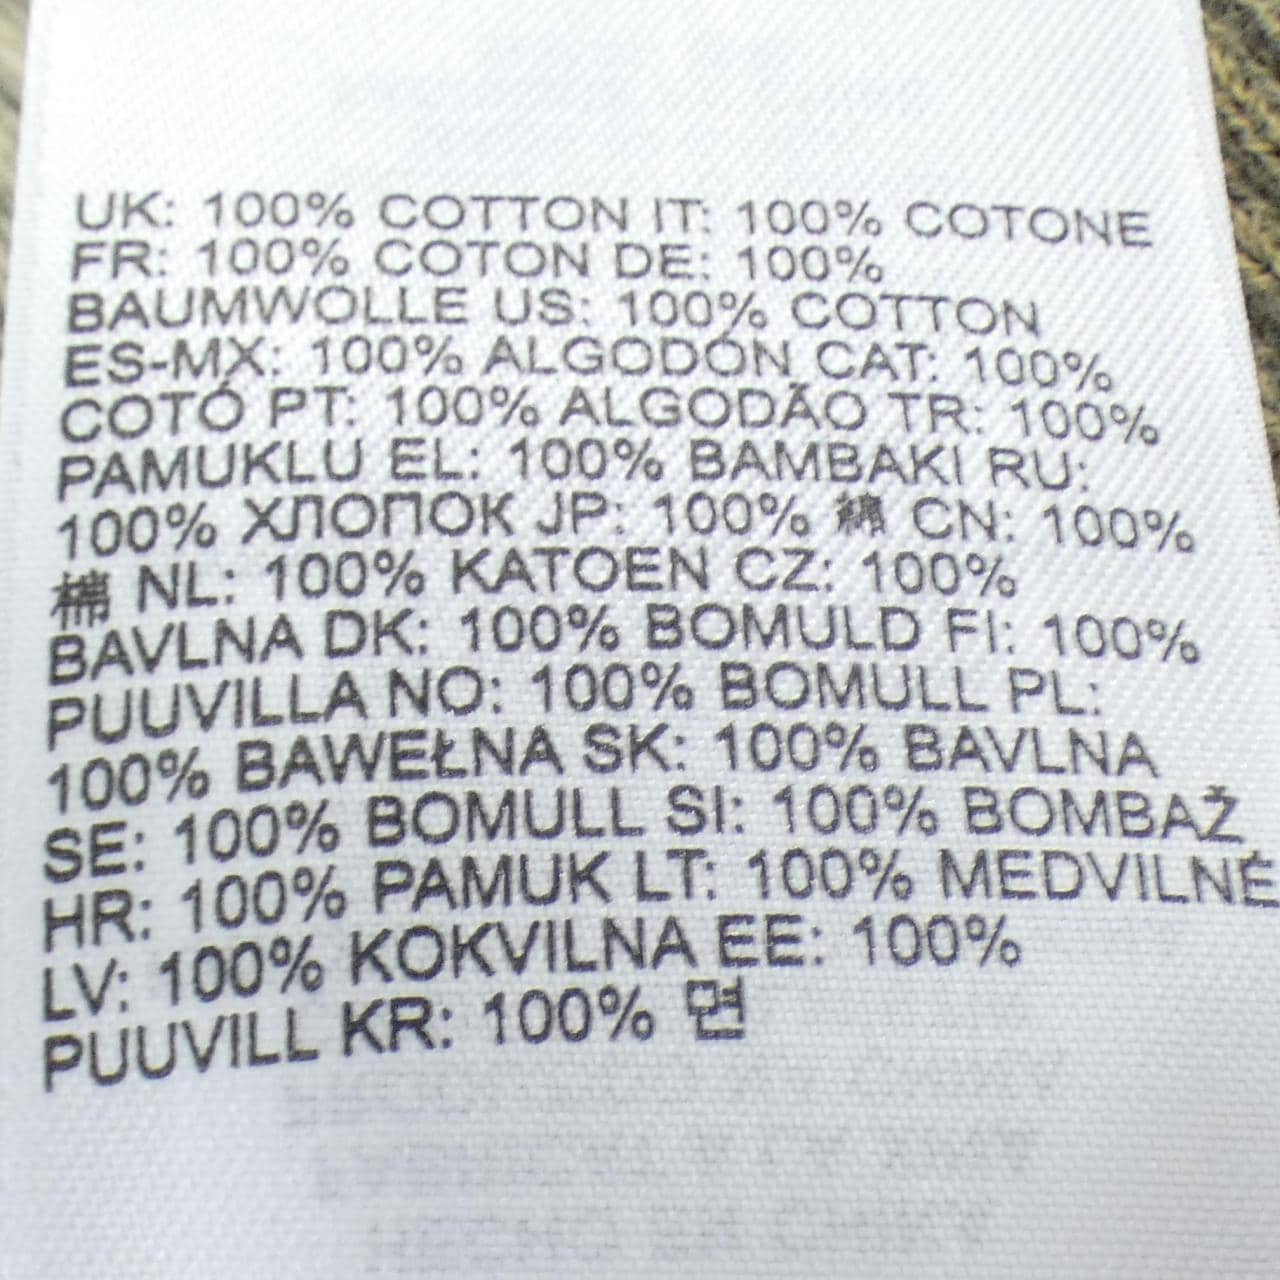 UK: 100% COTTON IT: 100% COTONE
FR: 100% COTON DE: 100%
BAUMWOLLE US: 100% COTTON
ES-MX: 100% ALGODÓN CAT: 100%
COTÓ PT: 100% ALGODÃO TR: 100%
PAMUKLU EL: 100% BAMBAKI RU:
100% ХЛОПОК JP: 100% 綿 CN: 100%
棉 NL: 100% KATOEN CZ: 100%
BAVLNA DK: 100% BOMULD FI: 100%
PUUVILLA NO: 100% BOMULL PL:
100% BAWEŁNA SK: 100% BAVLNA
SE: 100% BOMULL SI: 100% BOMBAŽ
HR: 100% PAMUK LT: 100% MEDVILNĖ
LV: 100% KOKVILNA EE: 100%
PUUVILL KR: 100% 면